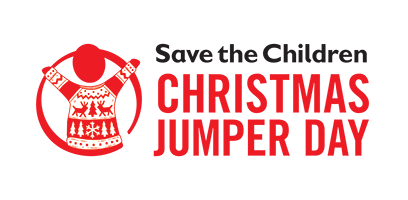 Save the Children
CHRISTMAS
JUMPER DAY